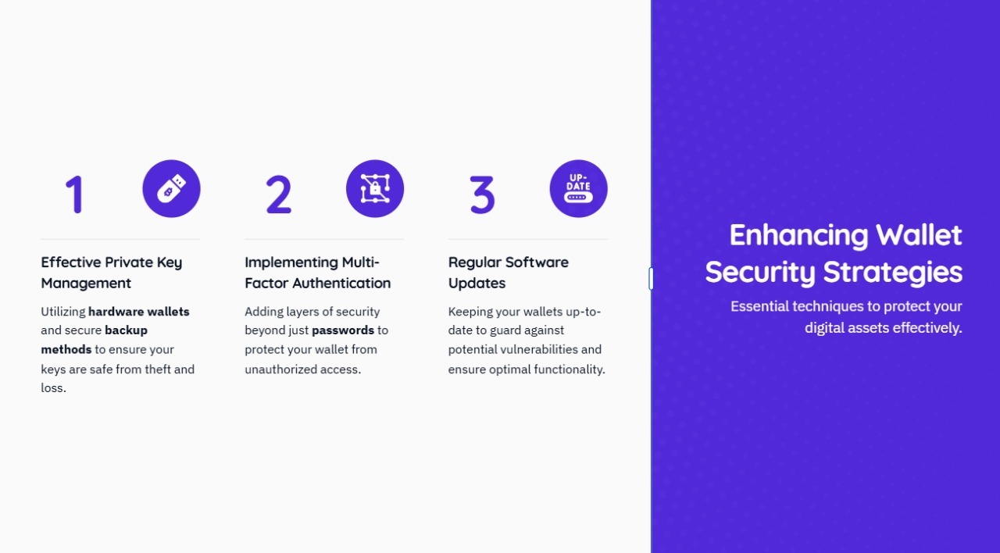 1
UP-
DATE
2
3
Effective Private Key
Management
Utilizing hardware wallets
and secure backup
methods to ensure your
keys are safe from theft and
loss.
Implementing Multi-
Factor Authentication
Adding layers of security
beyond just passwords to
protect your wallet from
unauthorized access.
Regular Software
Updates
Keeping your wallets up-to-
date to guard against
potential vulnerabilities and
ensure optimal functionality.
Enhancing Wallet
Security Strategies
Essential techniques to protect your
digital assets effectively.